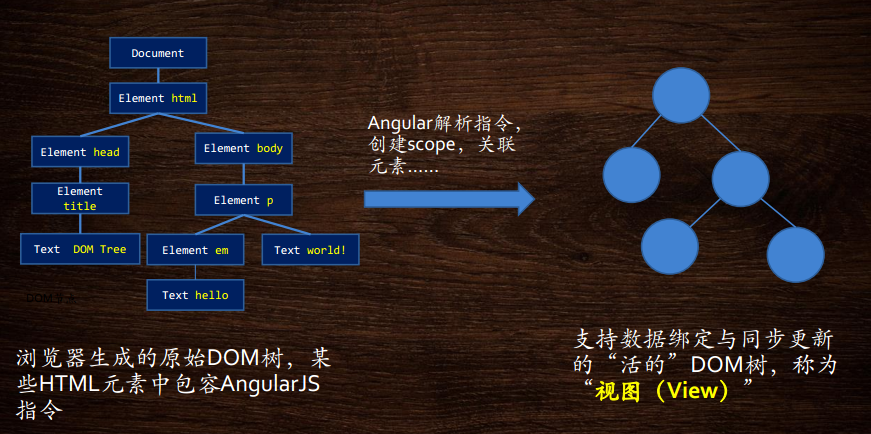 Document
Element html
Element head
Element body
Element title
Element p
Text DOM Tree
Element em
Text world!
Text hello
Angular解析指令，
创建scope，关联
元素……
浏览器生成的原始DOM树，某
些HTML元素中包容AngularJS
指令
支持数据绑定与同步更新
的“活的”DOM树，称为
“视图（View）”